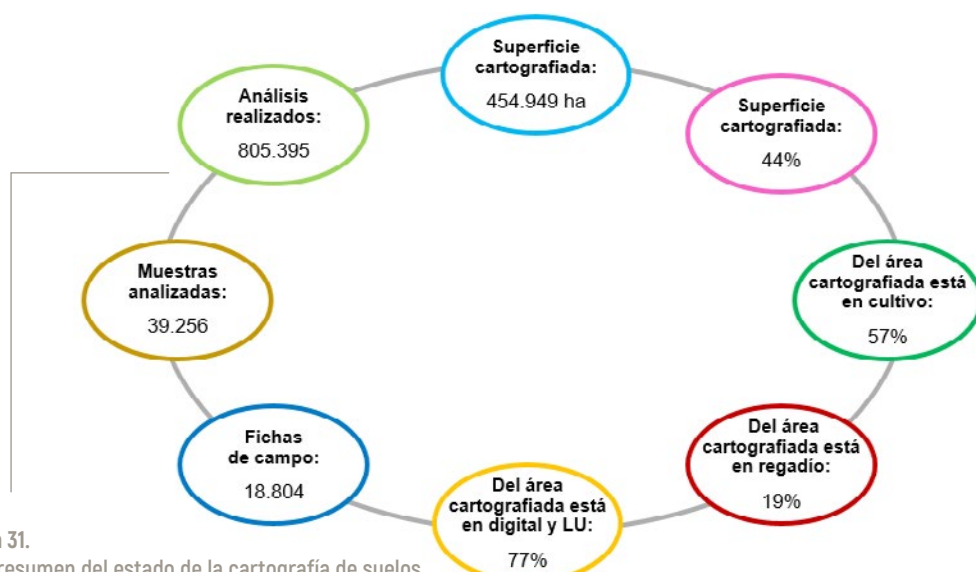 Superficie
cartografiada:
454.949 ha
Superficie
cartografiada:
44%
Del área
cartografiada está
en cultivo:
57%
Del área
cartografiada está
en regadío:
19%
Del área
cartografiada está
en digital y LU:
77%
Fichas
de campo:
18.804
Muestras
analizadas:
39.256
Análisis
realizados:
805.395
31.
resumen del estado de la cartografía de suelos